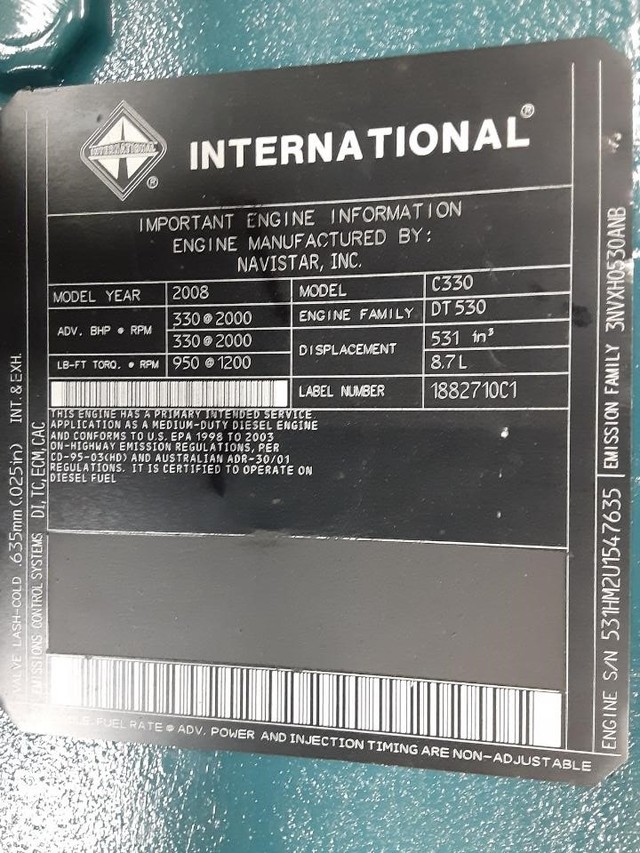 INTERNATIONAL ®
INTERNATIONAL®
IMPORTANT ENGINE INFORMATION
ENGINE MANUFACTURED BY:
NAVISTAR, INC.
MODEL YEAR 2008 MODEL C330
ADV. BHP @ RPM 330 @ 2000 ENGINE FAMILY DT530
330 @ 2000 DISPLACEMENT 531 in³
LB-FT TORQ. @ RPM 950 @ 1200 8.7L
LABEL NUMBER 1882710C1
THIS ENGINE HAS A PRIMARY INTENDED SERVICE
APPLICATION AS A MEDIUM-DUTY DIESEL ENGINE
AND CONFORMS TO U.S. EPA 1998 TO 2003
ON-HIGHWAY EMISSION REGULATIONS, PER
CD-95-03(HD) AND AUSTRALIAN ADR-30/01
REGULATIONS. IT IS CERTIFIED TO OPERATE ON
DIESEL FUEL
FUEL RATE @ ADV. POWER AND INJECTION TIMING ARE NON-ADJUSTABLE
VALVE LASH-COLD .635mm (.025in) INT. & EXH.
EMISSIONS CONTROL SYSTEMS DI, TC, ECM, CAC
ENGINE S/N 531HM2U1547635 EMISSION FAMILY 3NVXH0530ANB